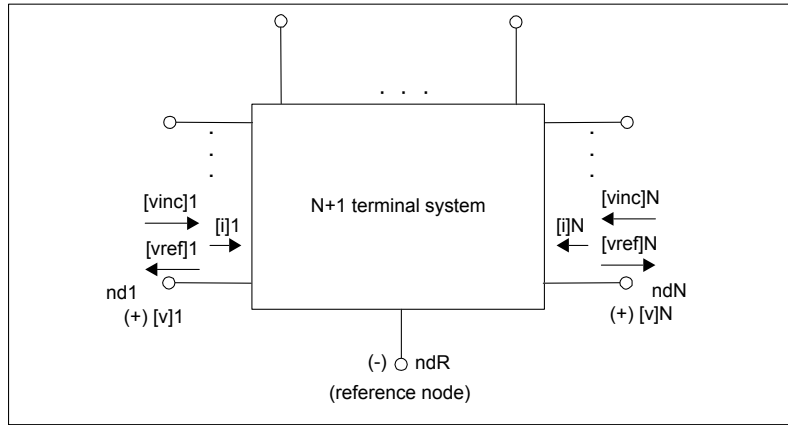 . . .
.
.
.
.
.
.
N+1 terminal system
[vinc]1
[i]1
[vref]1
nd1
(+) [v]1
[vinc]N
[i]N
[vref]N
ndN
(+) [v]N
(-) ndR
(reference node)